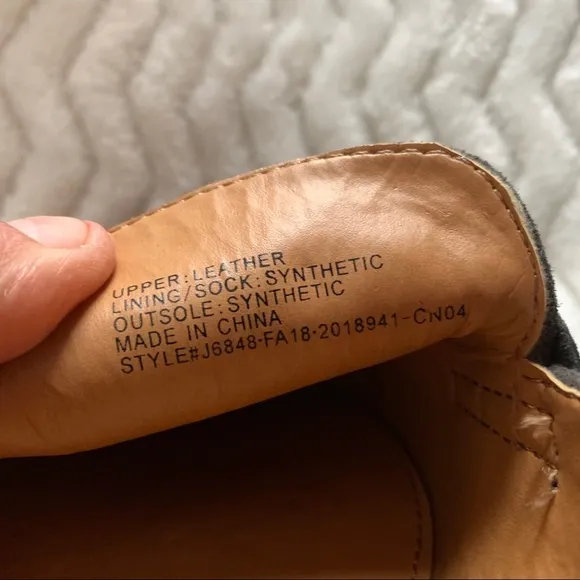 UPPER: LEATHER
LINING/SOCK: SYNTHETIC
OUTSOLE: SYNTHETIC
MADE IN CHINA
STYLE#J6848-FA18-2018941-CN04